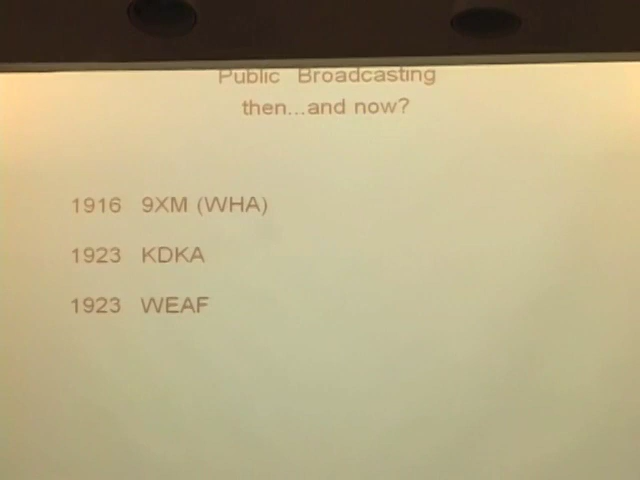 Public Broadcasting
then...and now?
1916 9XM (WHA)
1923 KDKA
1923 WEAF